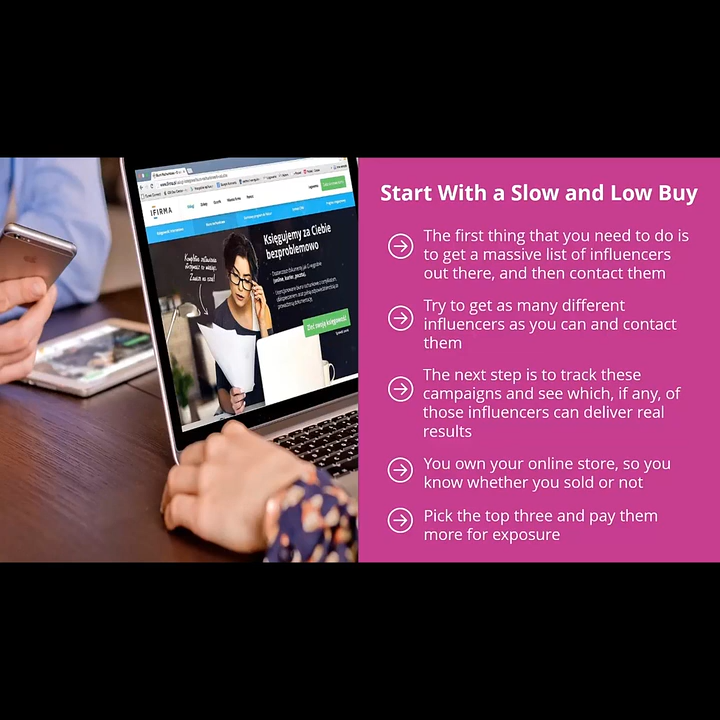 IFIRMA
Księgujemy za Ciebie
bezproblemowo
Start With a Slow and Low Buy
The first thing that you need to do is
to get a massive list of influencers
out there, and then contact them
Try to get as many different
influencers as you can and contact
them
The next step is to track these
campaigns and see which, if any, of
those influencers can deliver real
results
You own your online store, so you
know whether you sold or not
Pick the top three and pay them
more for exposure